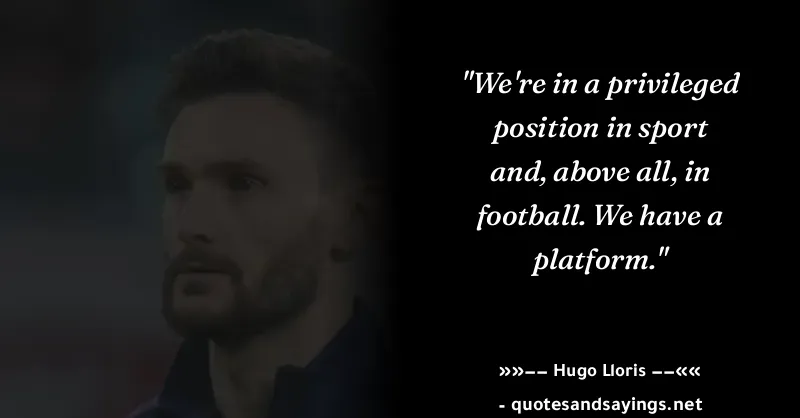 "We're in a privileged
position in sport
and, above all, in
football. We have a
platform."
»»−− Hugo Lloris −−««
- quotesandsayings.net